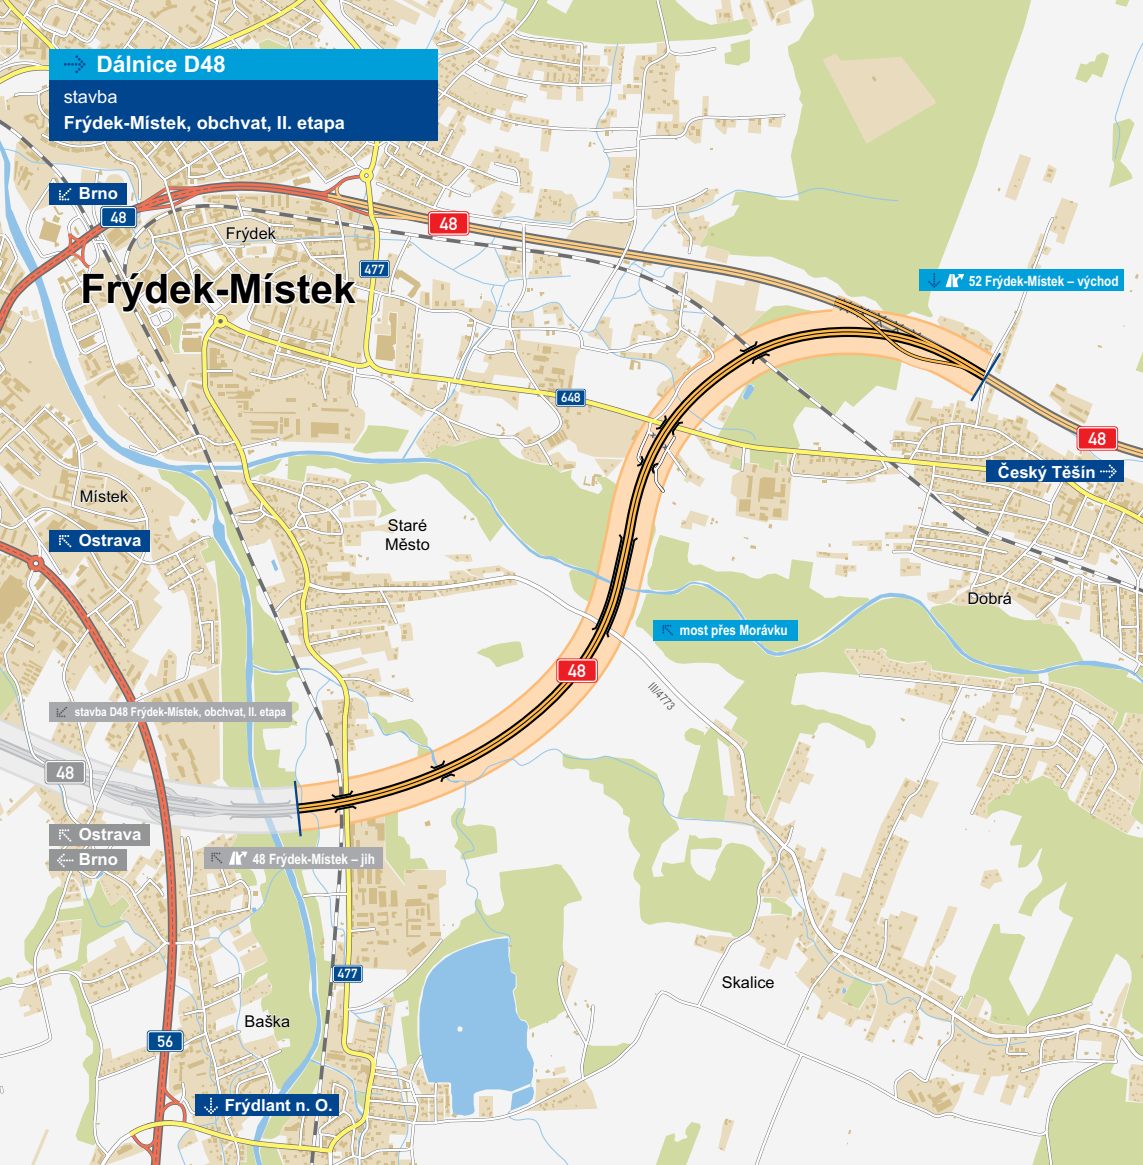 Dálnice D48
stavba
Frýdek-Místek, obchvat, II. etapa
Brno
48
Frýdek
48
477
Frýdek-Místek
52 Frýdek-Místek – východ
648
48
Český Těšín
Místek
Staré
Město
Ostrava
Dobrá
most přes Morávku
48
III/4773
stavba D48 Frýdek-Místek, obchvat, II. etapa
48
Ostrava
Brno
48 Frýdek-Místek – jih
477
Skalice
Baška
56
Frýdlant n. O.